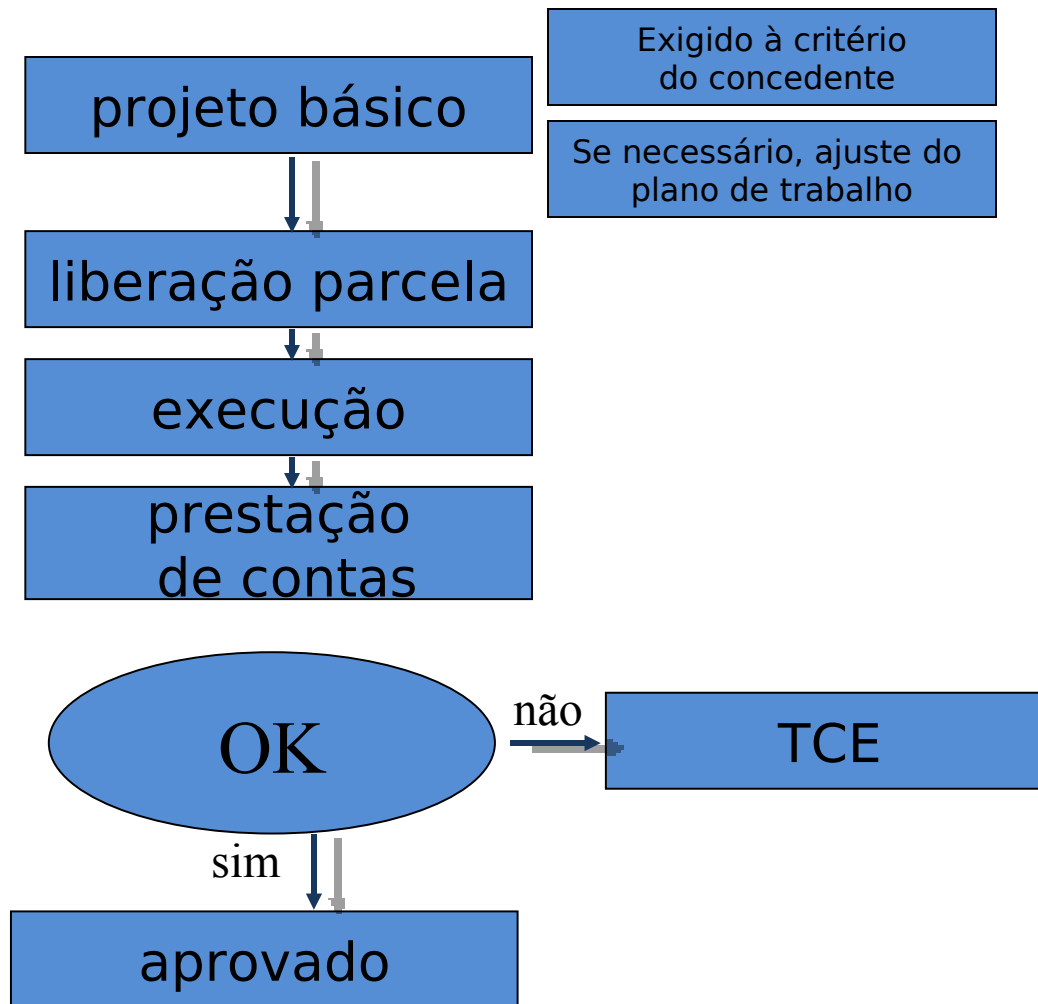 projeto básico
Exigido à critério
do concedente
Se necessário, ajuste do
plano de trabalho
liberação parcela
execução
prestação
de contas
OK
não
TCE
sim
aprovado